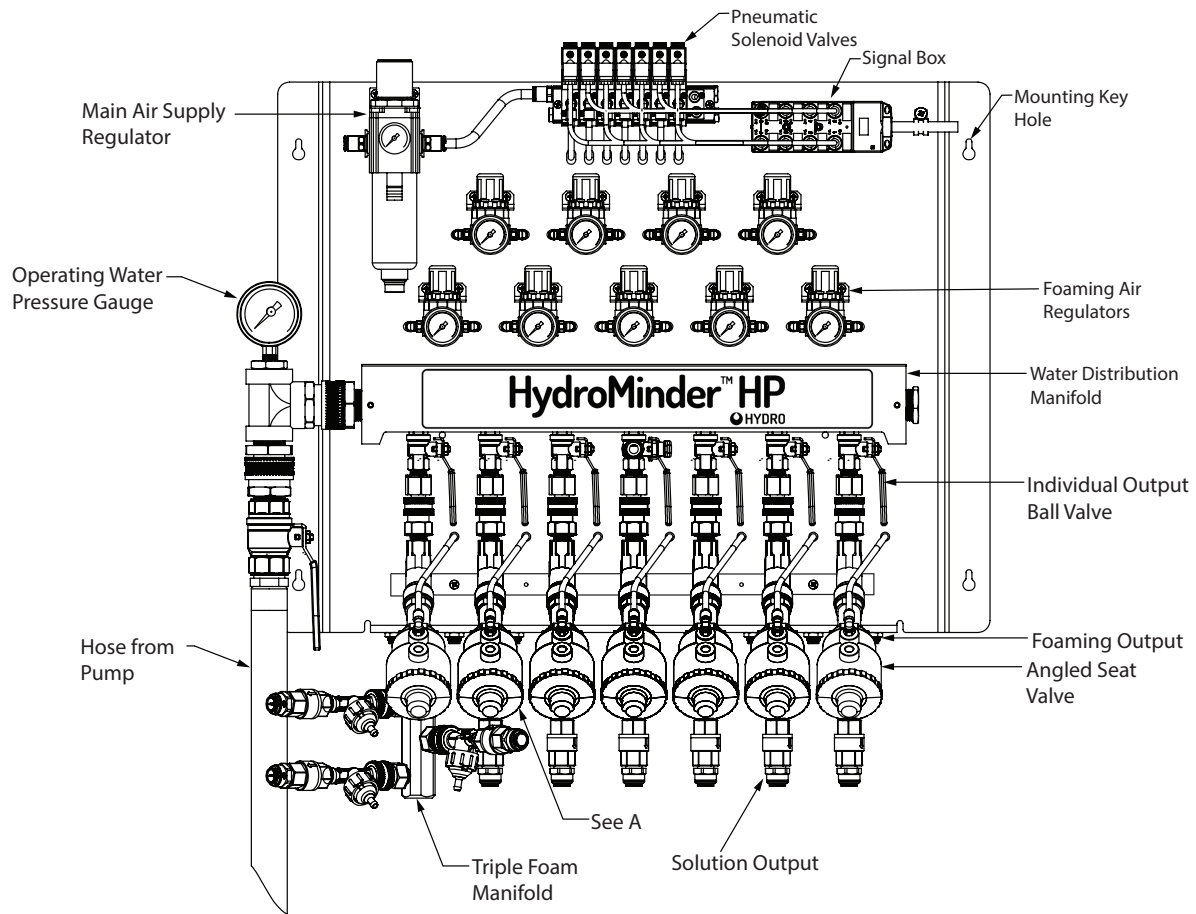 Pneumatic
Solenoid Valves
Signal Box
Mounting Key
Hole
Main Air Supply
Regulator
Operating Water
Pressure Gauge
Foaming Air
Regulators
Water Distribution
Manifold
HydroMinder™ HP
HYDRO
Individual Output
Ball Valve
Hose from
Pump
Foaming Output
Angled Seat
Valve
See A
Triple Foam
Manifold
Solution Output